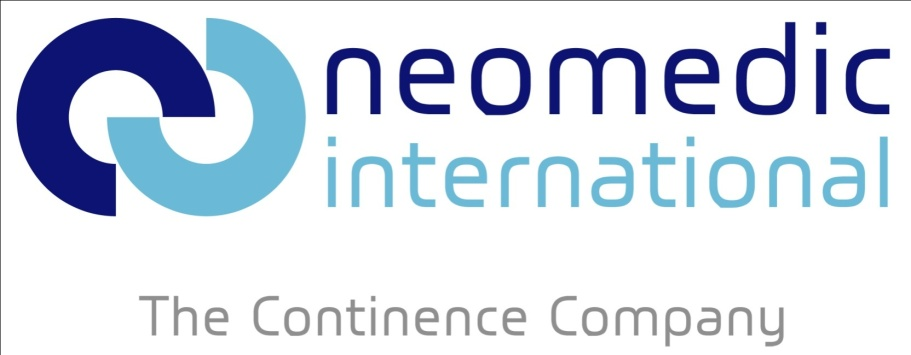 neomedic
international
The Continence Company